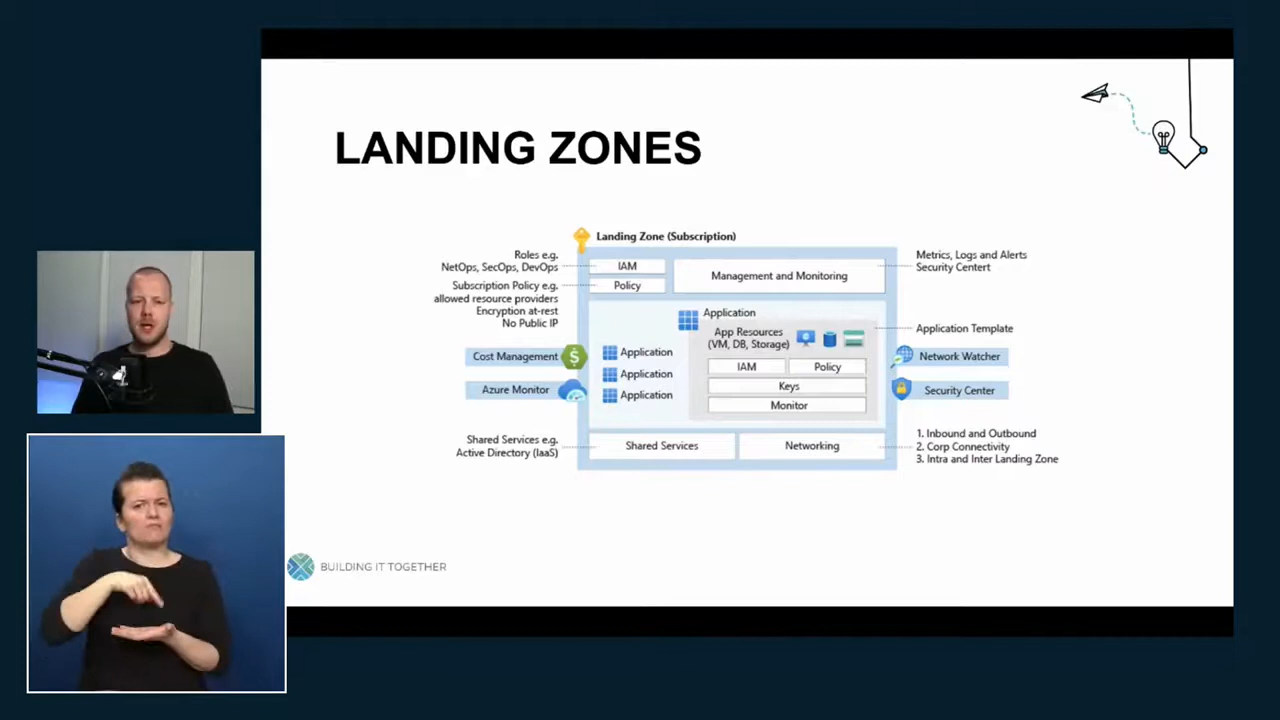 LANDING ZONES
Landing Zone (Subscription)
Roles e.g.
NetOps, SecOps, DevOps
Subscription Policy e.g.
allowed resource providers
Encryption at-rest
No Public IP
Cost Management
Azure Monitor
Shared Services e.g.
Active Directory (IaaS)
IAM
Policy
Management and Monitoring
Application
App Resources
(VM, DB, Storage)
Application
Application
Application
IAM
Policy
Keys
Monitor
Shared Services
Networking
Metrics, Logs and Alerts
Security Centert
Application Template
Network Watcher
Security Center
1. Inbound and Outbound
2. Corp Connectivity
3. Intra and Inter Landing Zone
BUILDING IT TOGETHER